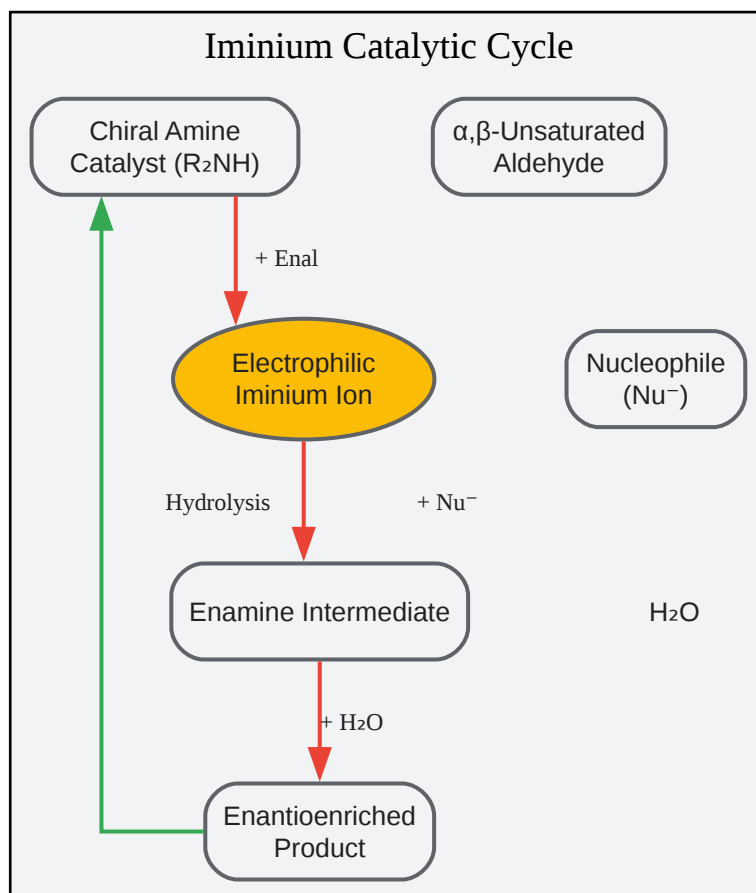 Iminium Catalytic Cycle
Chiral Amine
Catalyst (R₂NH)
α,β-Unsaturated
Aldehyde
+ Enal
Electrophilic
Iminium Ion
Nucleophile
(Nu⁻)
Hydrolysis
+ Nu⁻
Enamine Intermediate
H₂O
+ H₂O
Enantioenriched
Product